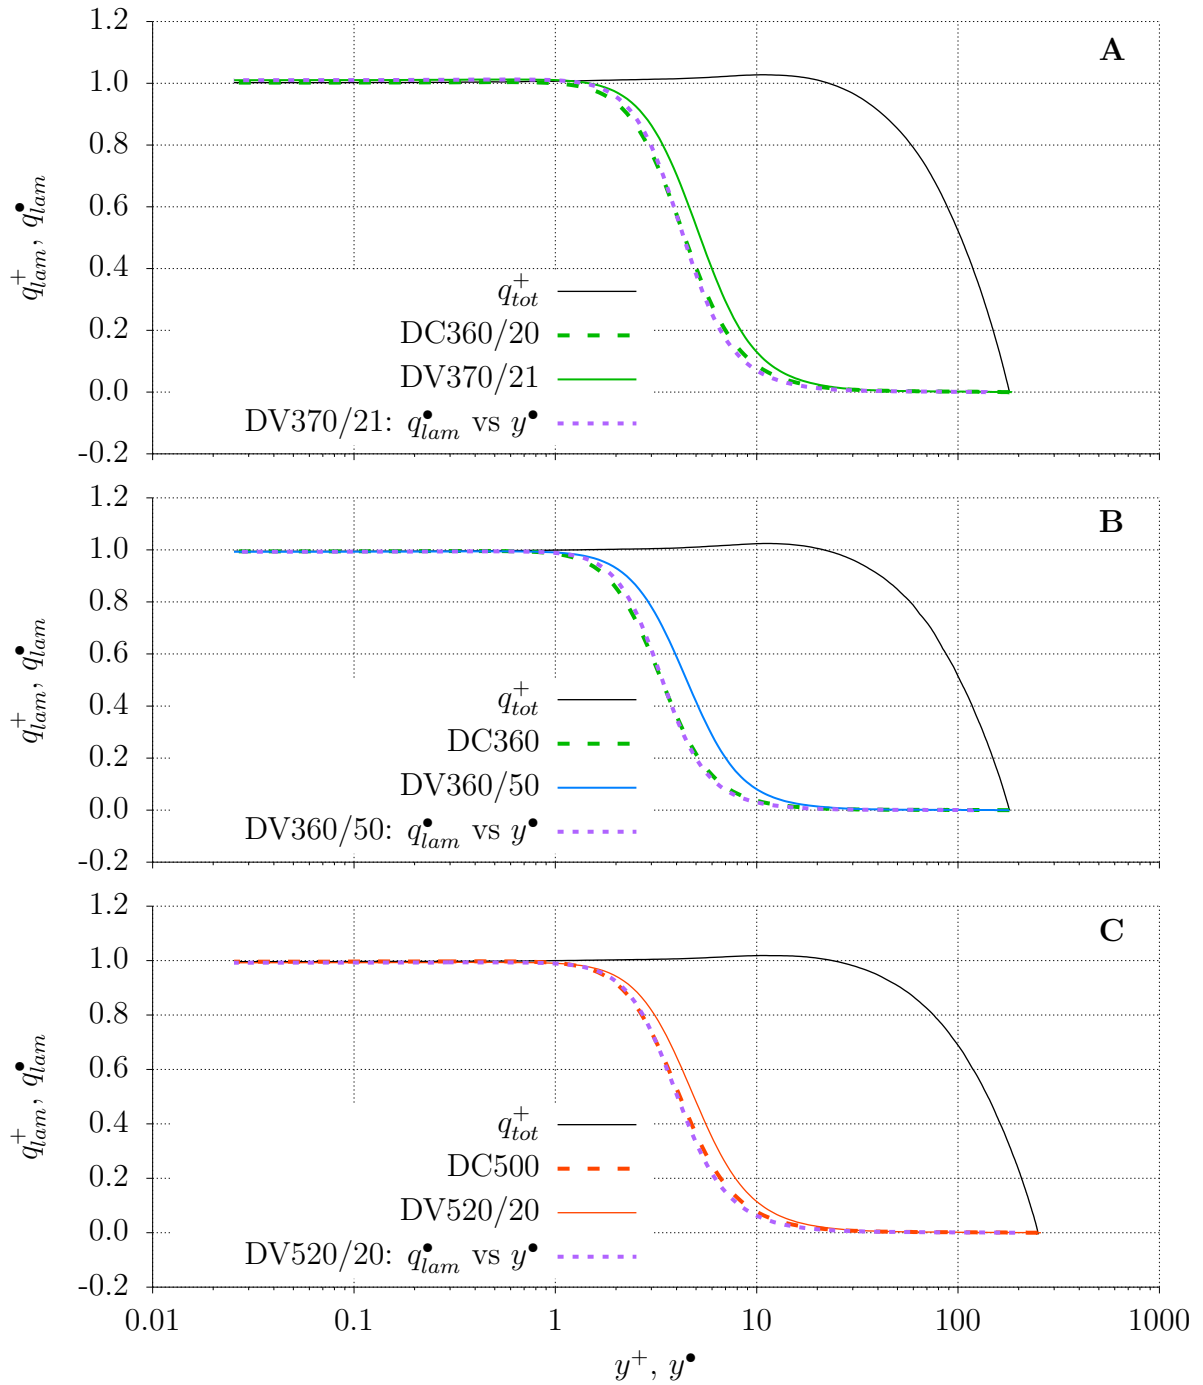 1.2
1.0
0.8
0.6
0.4
0.2
0.0
-0.2
A
q+lam, q•lam
q+tot
DC360/20
DV370/21
DV370/21: q•lam vs y•
1.2
1.0
0.8
0.6
0.4
0.2
0.0
-0.2
B
q+lam, q•lam
q+tot
DC360
DV360/50
DV360/50: q•lam vs y•
1.2
1.0
0.8
0.6
0.4
0.2
0.0
-0.2
C
q+lam, q•lam
q+tot
DC500
DV520/20
DV520/20: q•lam vs y•
0.01 0.1 1 10 100 1000
y+, y•